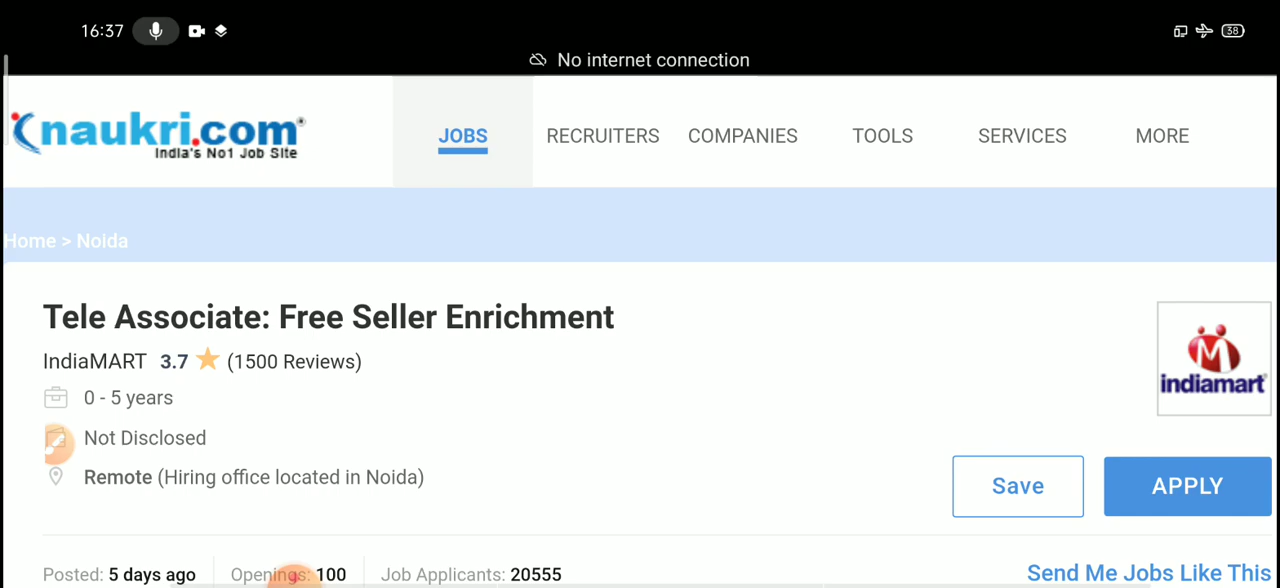 16:37
38
No internet connection
naukri.com
India's No1 Job Site
JOBS RECRUITERS COMPANIES TOOLS SERVICES MORE
Home > Noida
Tele Associate: Free Seller Enrichment
IndiaMART 3.7 (1500 Reviews)
0 - 5 years
Not Disclosed
Remote (Hiring office located in Noida)
M
indiamart
Save
APPLY
Posted: 5 days ago Openings: 100 Job Applicants: 20555
Send Me Jobs Like This